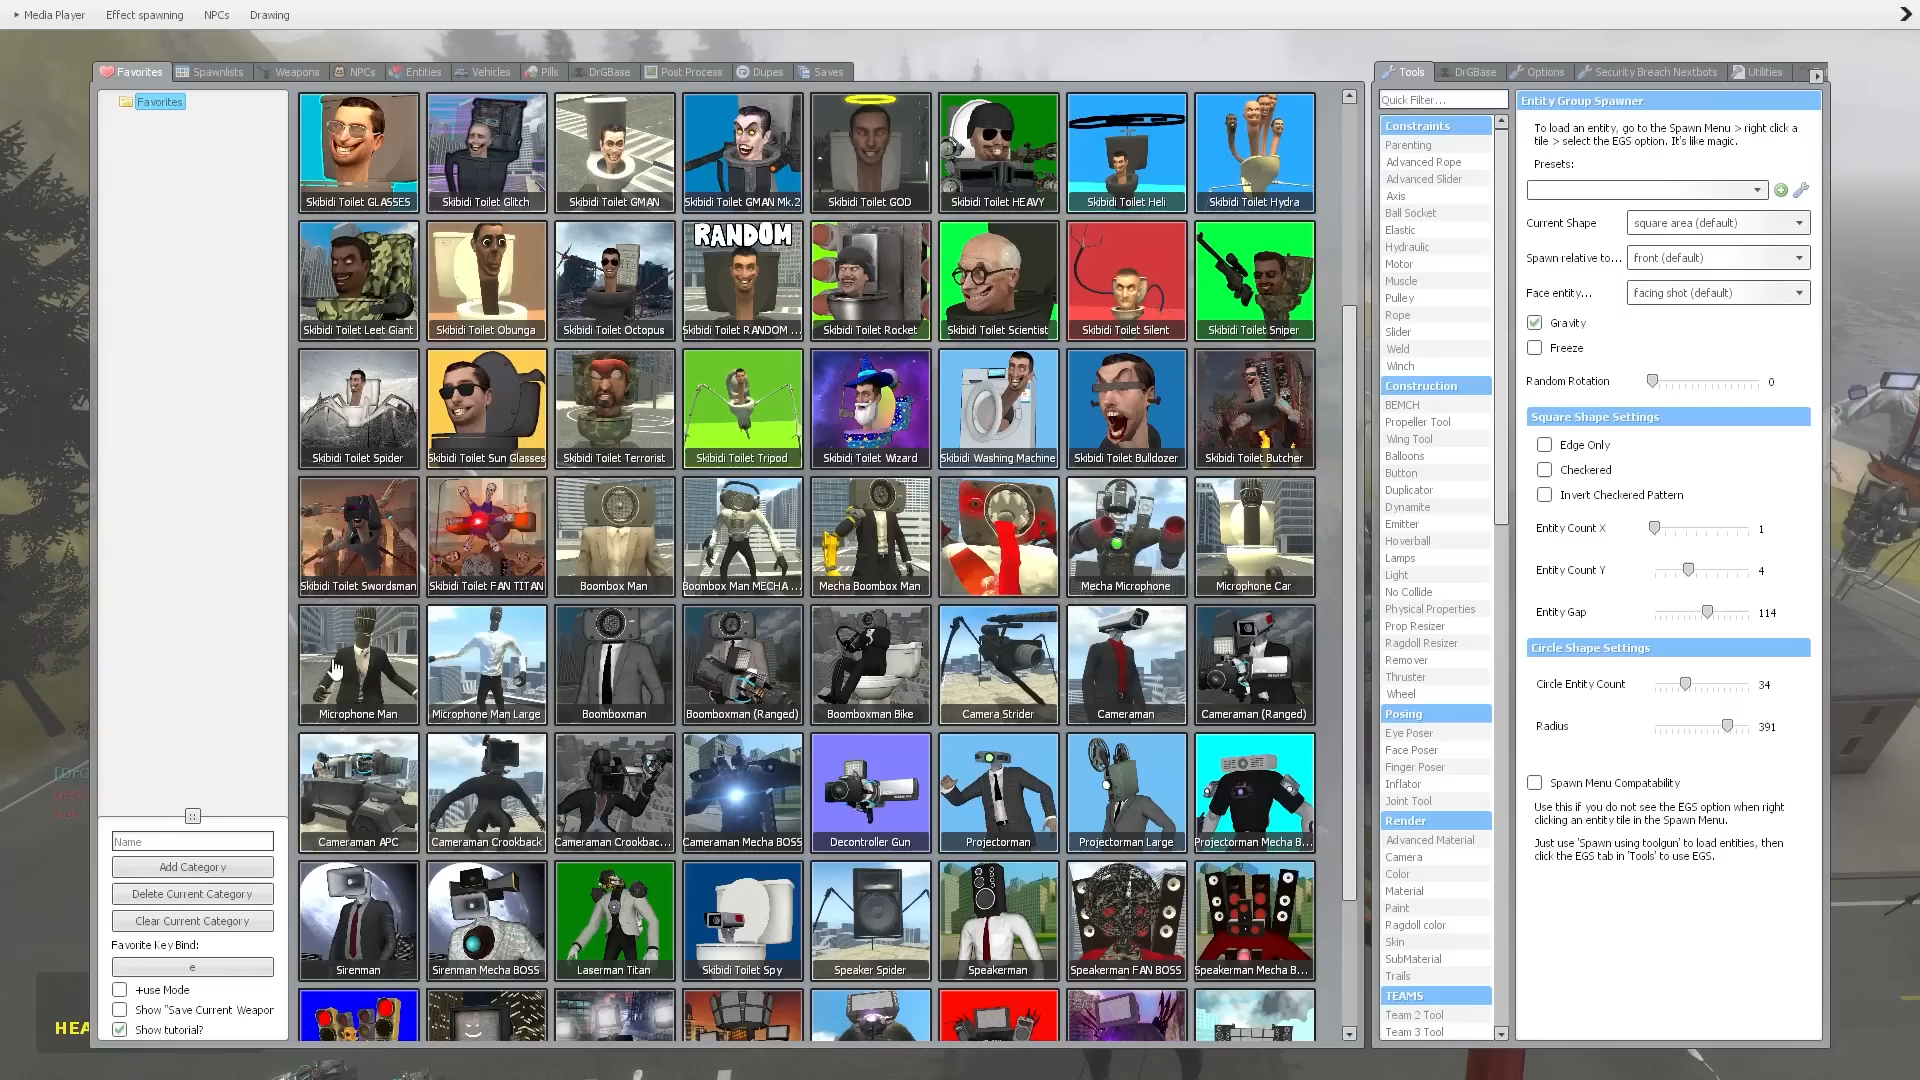 Media Player Effect spawning NPCs Drawing
Favorites Spawnlists Weapons NPCs Entities Vehicles Pills DrGBase Post Process Dupes Saves
Favorites
Skibidi Toilet GLASSES Skibidi Toilet Glitch Skibidi Toilet GMAN Skibidi Toilet GMAN Mk.2 Skibidi Toilet GOD Skibidi Toilet HEAVY Skibidi Toilet Heli Skibidi Toilet Hydra
RANDOM
Skibidi Toilet Leet Giant Skibidi Toilet Obunga Skibidi Toilet Octopus Skibidi Toilet RANDOM ... Skibidi Toilet Rocket Skibidi Toilet Scientist Skibidi Toilet Silent Skibidi Toilet Sniper
Skibidi Toilet Spider Skibidi Toilet Sun Glasses Skibidi Toilet Terrorist Skibidi Toilet Tripod Skibidi Toilet Wizard Skibidi Washing Machine Skibidi Toilet Bulldozer Skibidi Toilet Butcher
Skibidi Toilet Swordsman Skibidi Toilet FAN TITAN Boombox Man Boombox Man MECHA ... Mecha Boombox Man Mecha Microphone Microphone Car
Microphone Man Microphone Man Large Boomboxman Boomboxman (Ranged) Boomboxman Bike Camera Strider Cameraman Cameraman (Ranged)
Cameraman APC Cameraman Crookback Cameraman Crookbac... Cameraman Mecha BOSS Decontroller Gun Projectorman Projectorman Large Projectorman Mecha B...
Sirenman Sirenman Mecha BOSS Laserman Titan Skibidi Toilet Spy Speaker Spider Speakerman Speakerman FAN BOSS Speakerman Mecha B...
Name
Add Category
Delete Current Category
Clear Current Category
Favorite Key Bind:
e
+use Mode
Show "Save Current Weapor
Show tutorial?
HEA
Tools DrGBase Options Security Breach Nextbots Utilities
Quick Filter...
Constraints
Parenting
Advanced Rope
Advanced Slider
Axis
Ball Socket
Elastic
Hydraulic
Motor
Muscle
Pulley
Rope
Slider
Weld
Winch
Construction
BEMCH
Propeller Tool
Wing Tool
Balloons
Button
Duplicator
Dynamite
Emitter
Hoverball
Lamps
Light
No Collide
Physical Properties
Prop Resizer
Ragdoll Resizer
Remover
Thruster
Wheel
Posing
Eye Poser
Face Poser
Finger Poser
Inflator
Joint Tool
Render
Advanced Material
Camera
Color
Material
Paint
Ragdoll color
Skin
SubMaterial
Trails
TEAMS
Team 2 Tool
Team 3 Tool
Entity Group Spawner
To load an entity, go to the Spawn Menu > right click a
tile > select the EGS option. It's like magic.
Presets:
Current Shape square area (default)
Spawn relative to... front (default)
Face entity... facing shot (default)
Gravity
Freeze
Random Rotation 0
Square Shape Settings
Edge Only
Checkered
Invert Checkered Pattern
Entity Count X 1
Entity Count Y 4
Entity Gap 114
Circle Shape Settings
Circle Entity Count 34
Radius 391
Spawn Menu Compatability
Use this if you do not see the EGS option when right
clicking an entity tile in the Spawn Menu.
Just use 'Spawn using toolgun' to load entities, then
click the EGS tab in 'Tools' to use EGS.